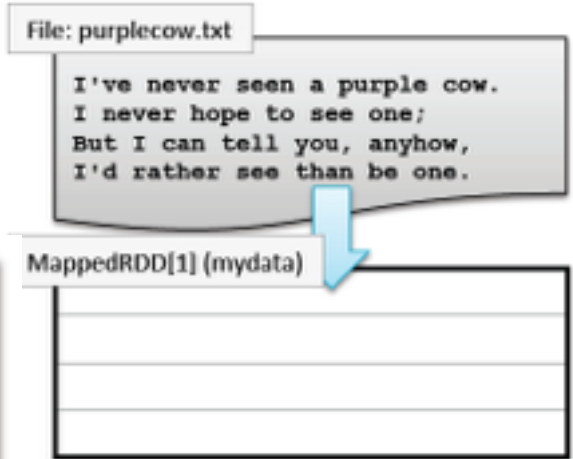 File: purplecow.txt
I've never seen a purple cow.
I never hope to see one;
But I can tell you, anyhow,
I'd rather see than be one.
MappedRDD[1] (mydata)